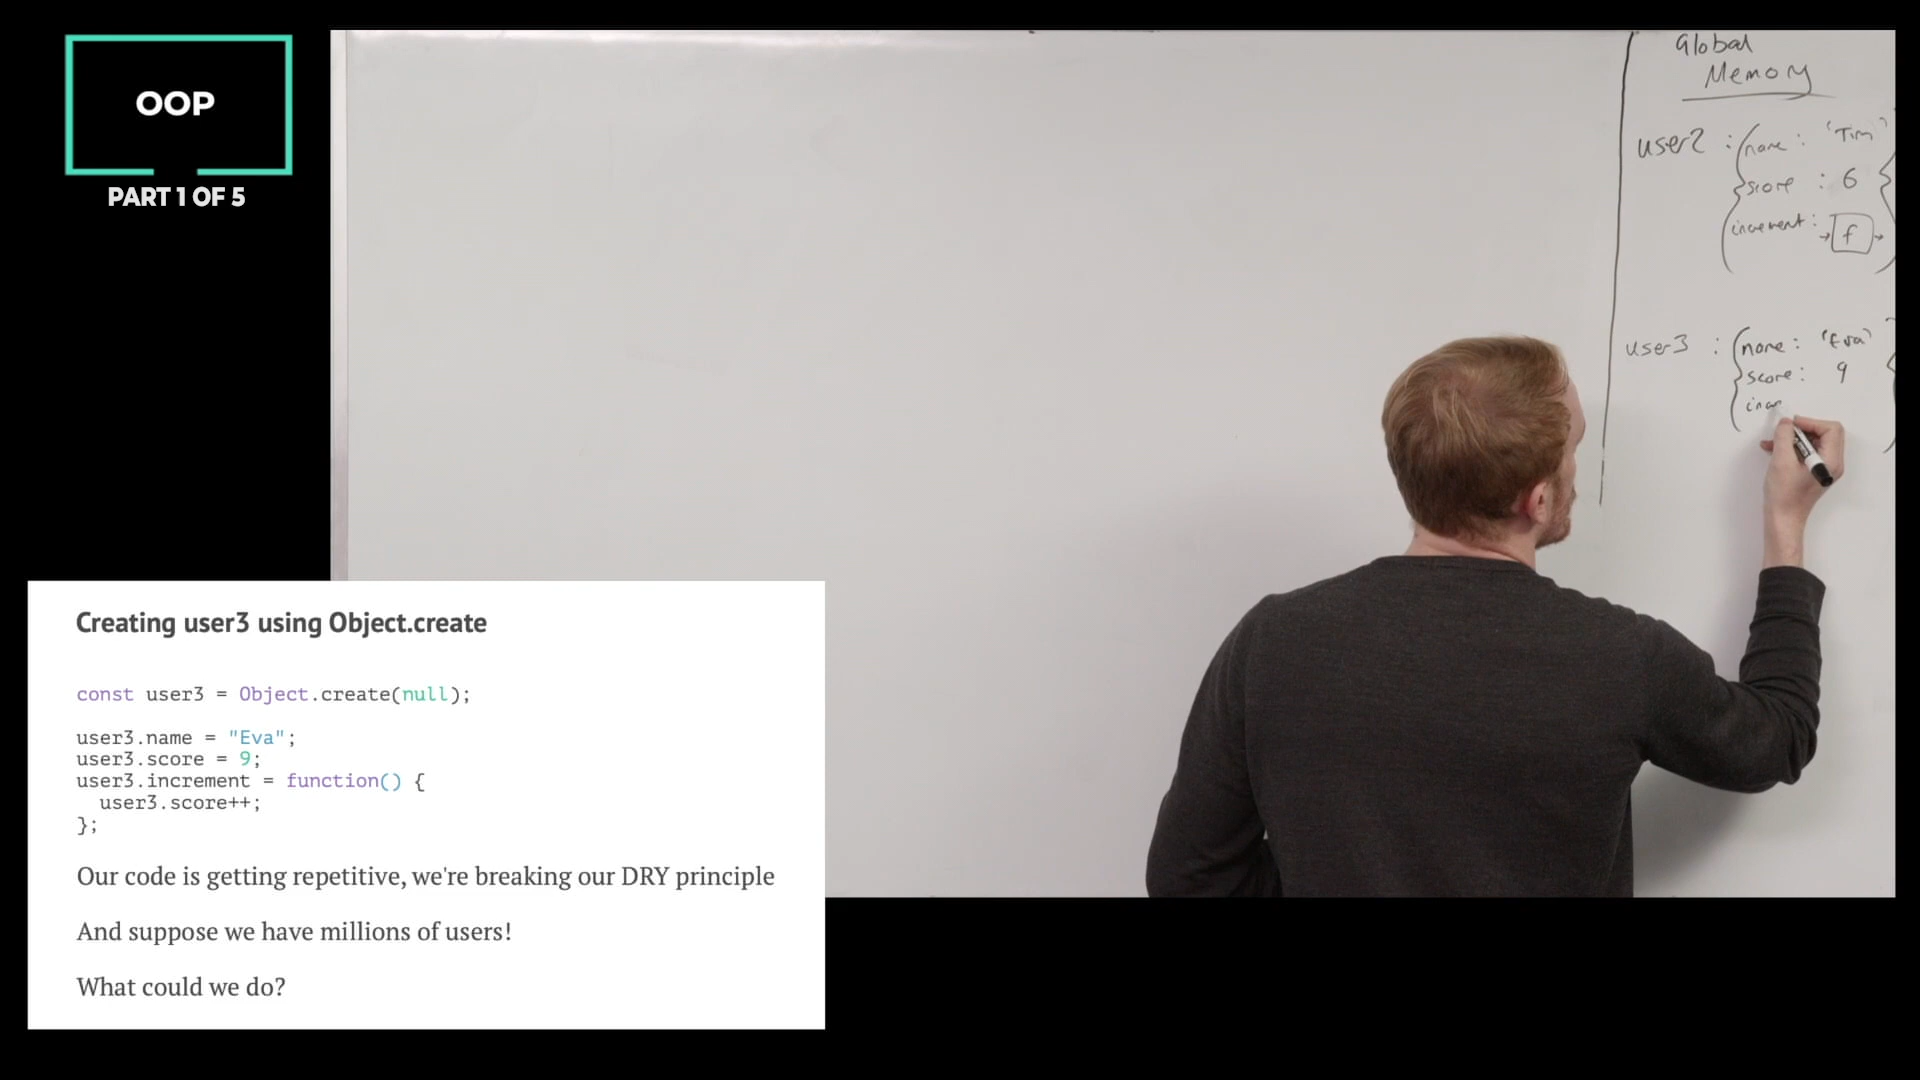 OOP
PART 1 OF 5
Global
Memory
user2 : name : 'Tim'
score : 6
increment : f
user3 : name : 'Eva'
score : 9
Creating user3 using Object.create
const user3 = Object.create(null);
user3.name = "Eva";
user3.score = 9;
user3.increment = function() {
user3.score++;
};
Our code is getting repetitive, we're breaking our DRY principle
And suppose we have millions of users!
What could we do?